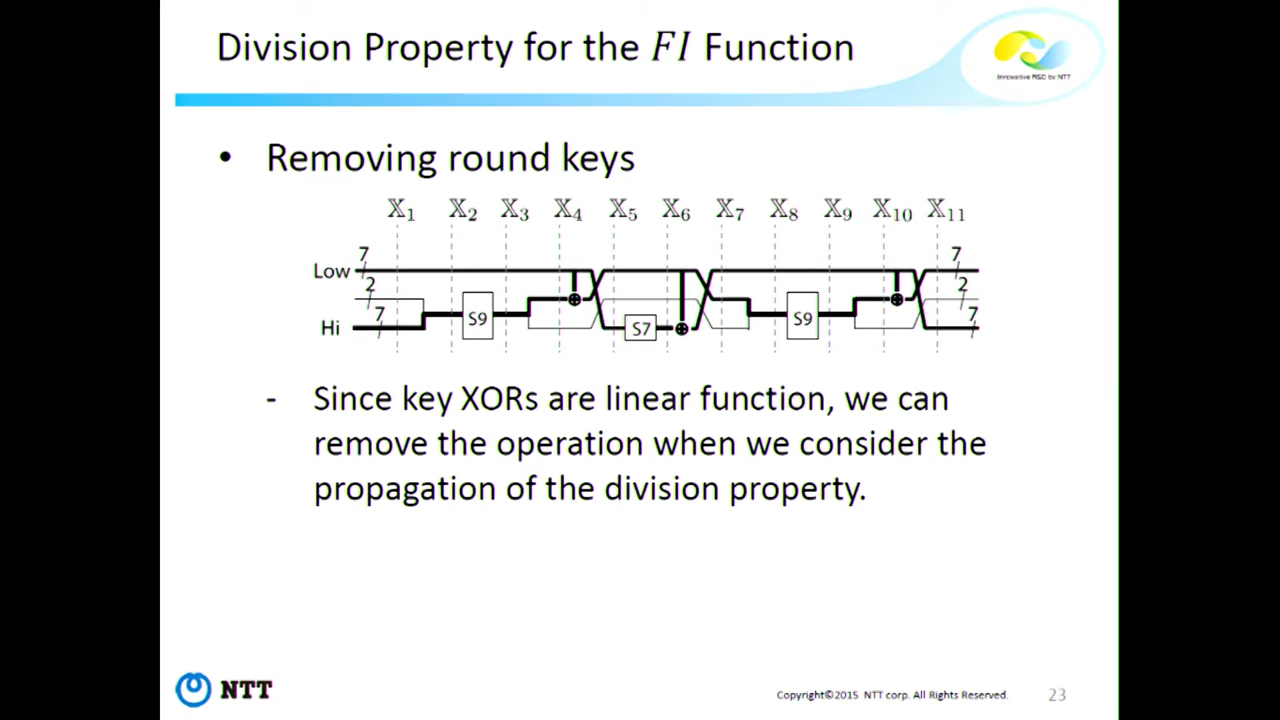 Division Property for the FI Function
Innovative R&D by NTT
• Removing round keys
𝕏1 𝕏2 𝕏3 𝕏4 𝕏5 𝕏6 𝕏7 𝕏8 𝕏9 𝕏10 𝕏11
7 7
Low
2 2
S9 S9
7 7
Hi S7
- Since key XORs are linear function, we can
remove the operation when we consider the
propagation of the division property.
NTT
Copyright©2015 NTT corp. All Rights Reserved. 23